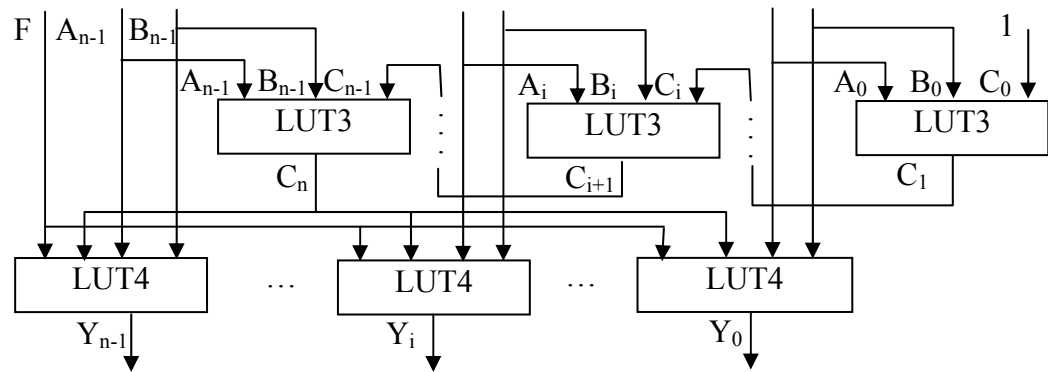 F A_{n-1} B_{n-1} 1
A_{n-1} B_{n-1} C_{n-1} A_i B_i C_i A_0 B_0 C_0
LUT3 LUT3 LUT3
C_n C_{i+1} C_1
LUT4 ... LUT4 ... LUT4
Y_{n-1} Y_i Y_0